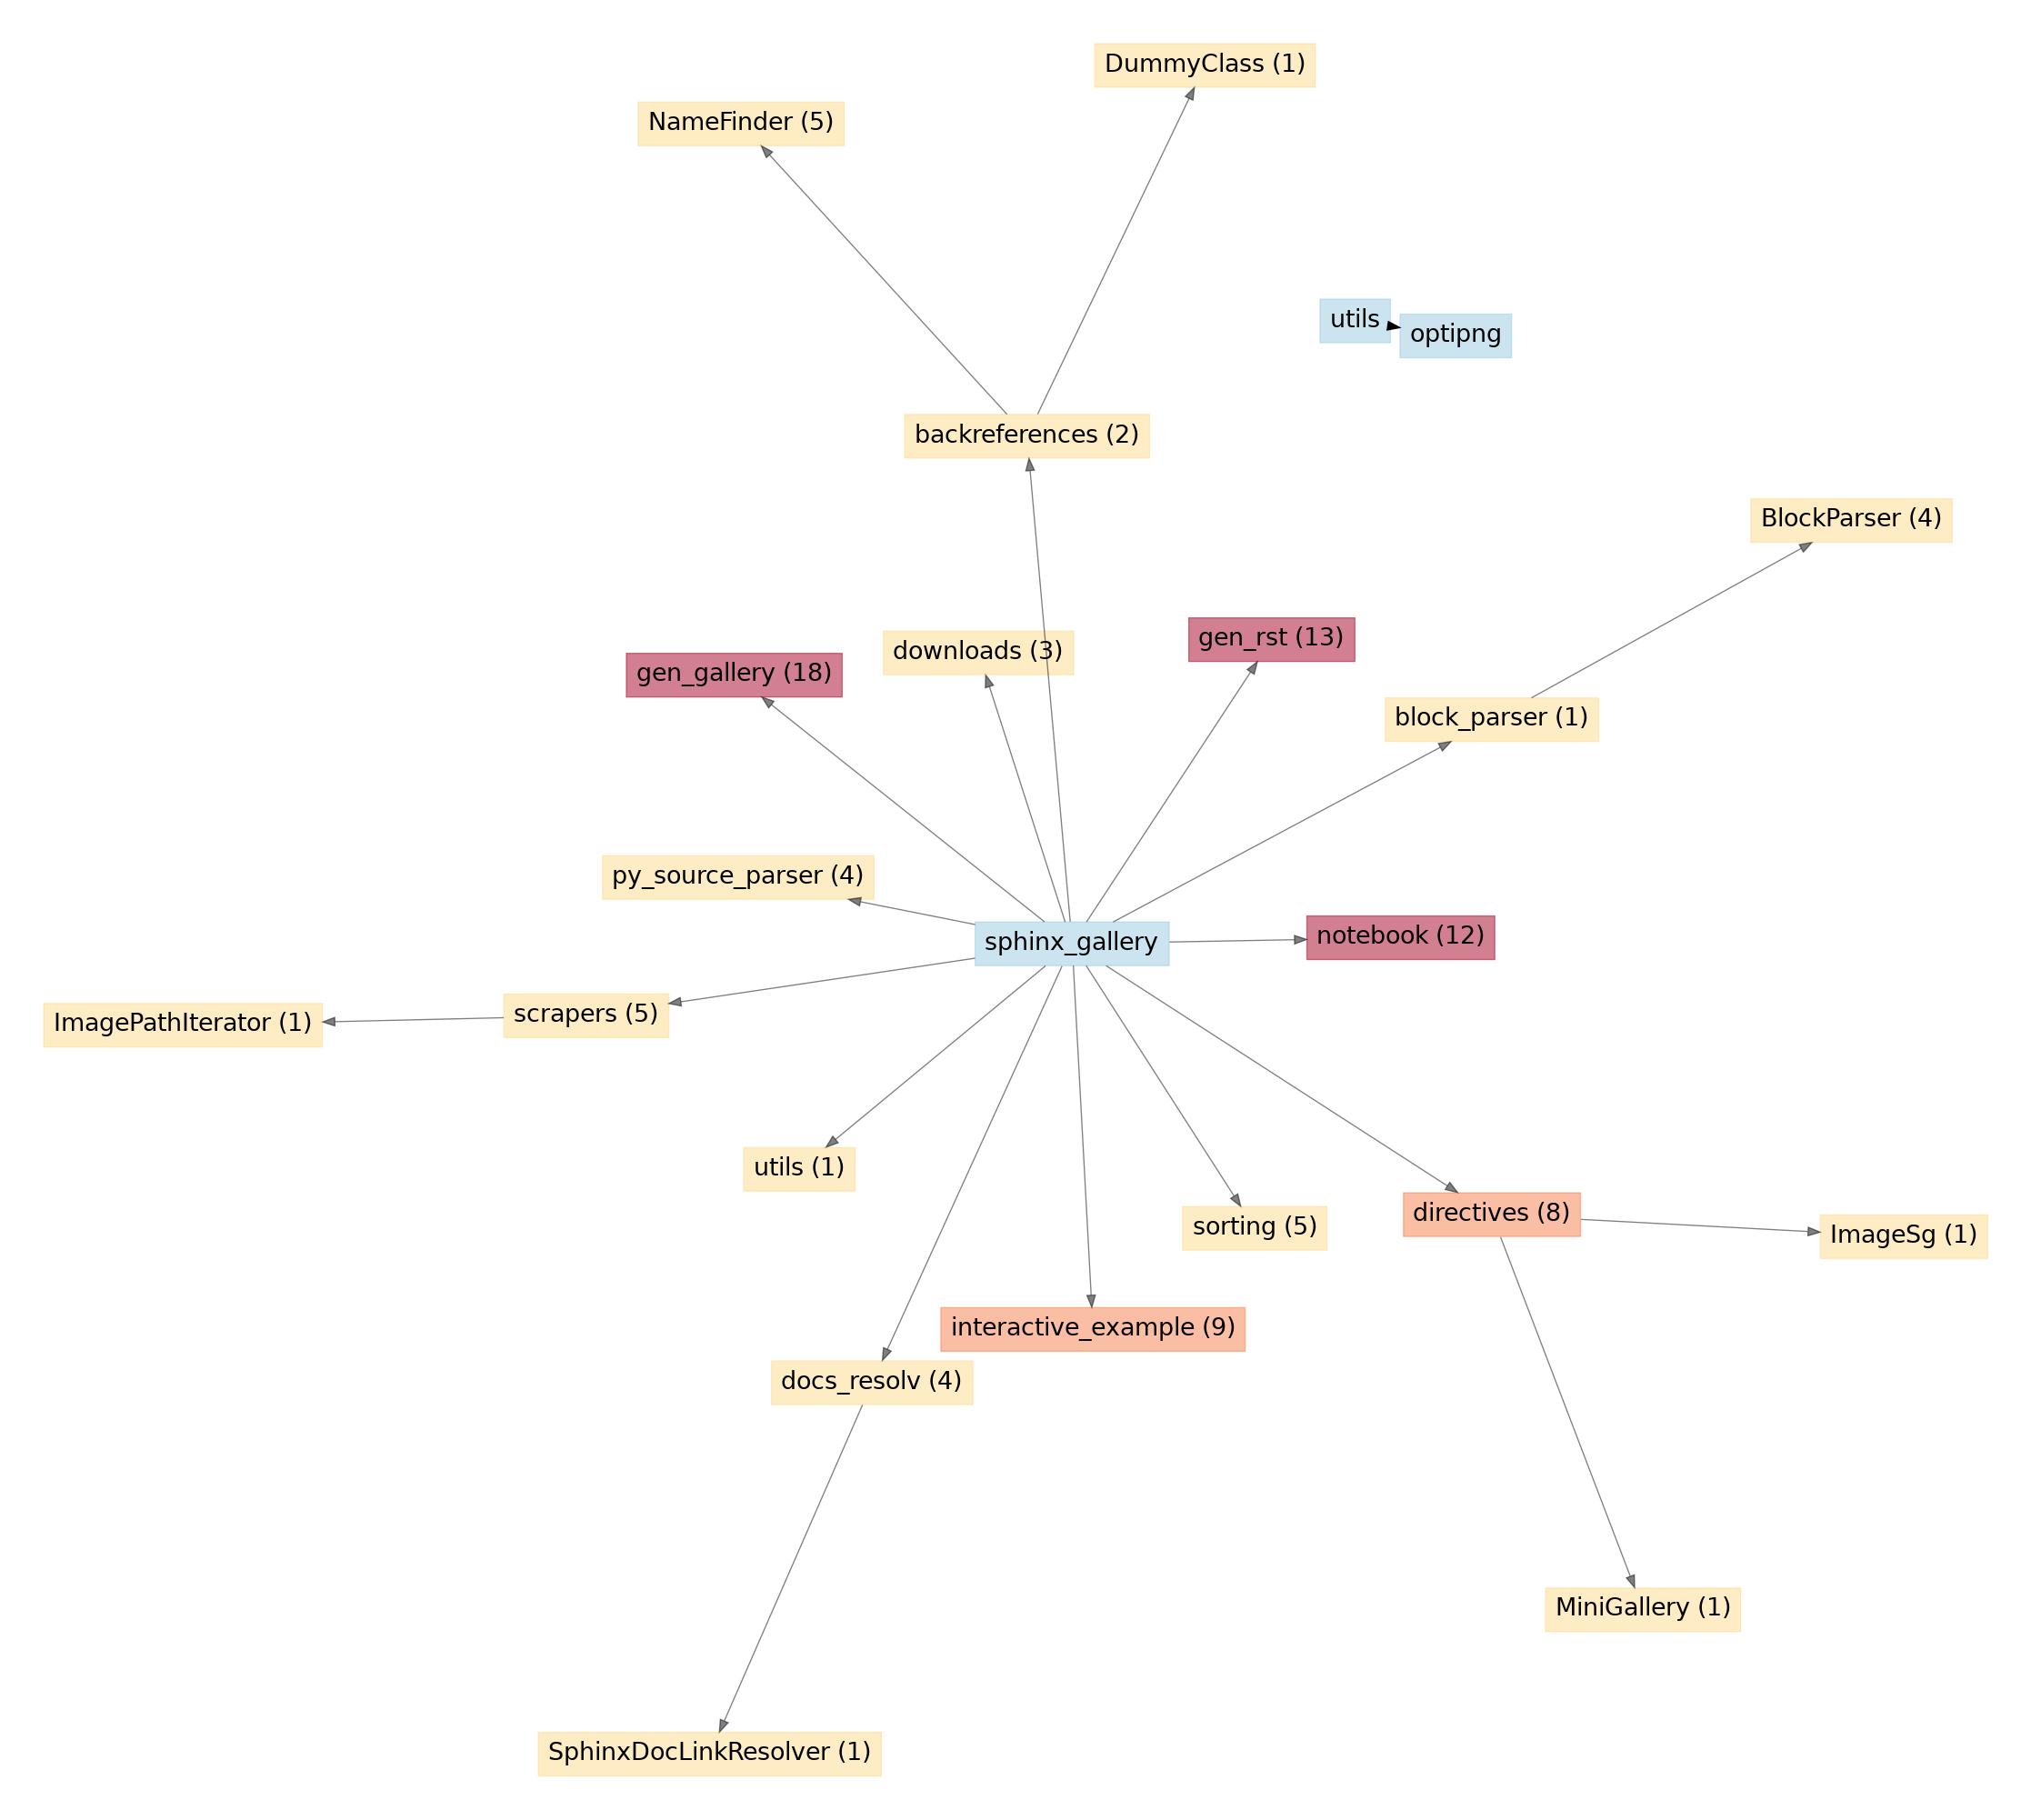 DummyClass (1)
NameFinder (5)
utils
optipng
backreferences (2)
BlockParser (4)
gen_rst (13)
downloads (3)
gen_gallery (18)
block_parser (1)
py_source_parser (4)
notebook (12)
sphinx_gallery
scrapers (5)
ImagePathIterator (1)
utils (1)
directives (8)
sorting (5)
ImageSg (1)
interactive_example (9)
docs_resolv (4)
MiniGallery (1)
SphinxDocLinkResolver (1)